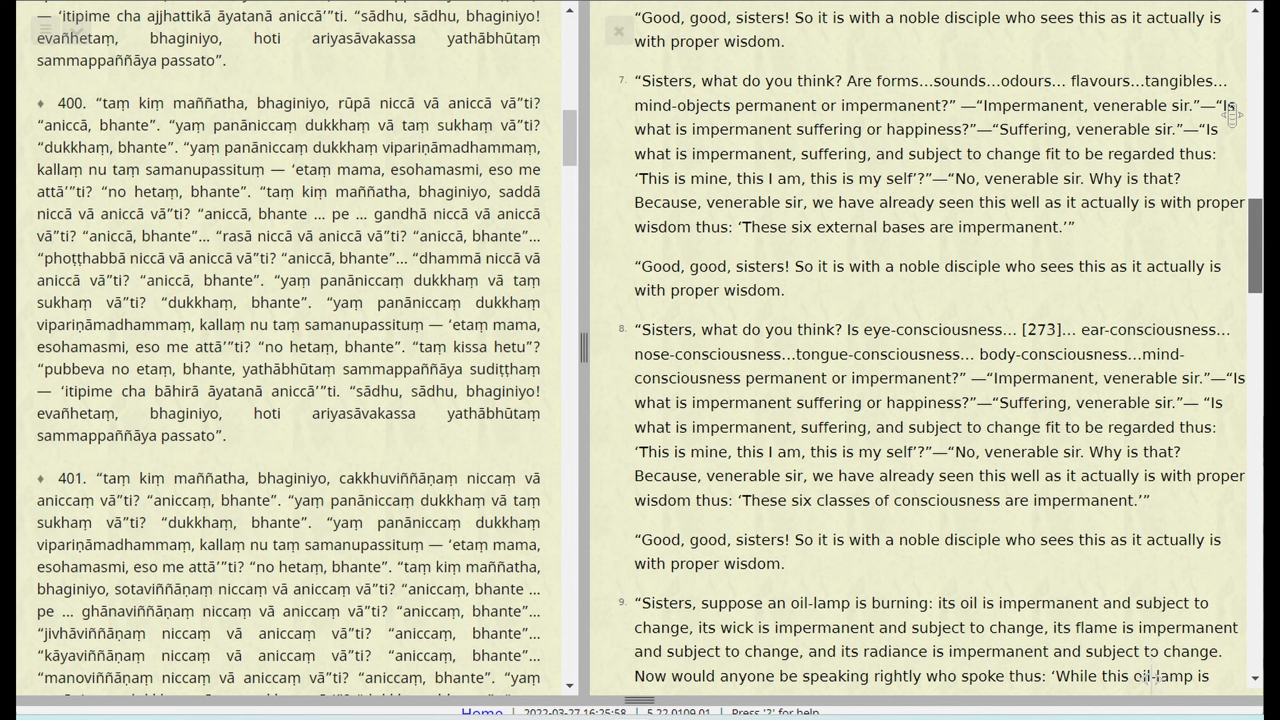 — ‘itipime cha ajjhattikā āyatanā aniccā’”ti. “sādhu, sādhu, bhaginiyo!
evañhetaṃ, bhaginiyo, hoti ariyasāvakassa yathābhūtaṃ
sammappaññāya passato”.
♦ 400. “taṃ kiṃ maññatha, bhaginiyo, rūpā niccā vā aniccā vā”ti?
“aniccā, bhante”. “yaṃ panāniccaṃ dukkhaṃ vā taṃ sukhaṃ vā”ti?
“dukkhaṃ, bhante”. “yaṃ panāniccaṃ dukkhaṃ vipariṇāmadhammaṃ,
kallaṃ nu taṃ samanupassituṃ — ‘etaṃ mama, esohamasmi, eso me
attā’”ti? “no hetaṃ, bhante”. “taṃ kiṃ maññatha, bhaginiyo, saddā
niccā vā aniccā vā”ti? “aniccā, bhante ... pe ... gandhā niccā vā aniccā
vā”ti? “aniccā, bhante”... “rasā niccā vā aniccā vā”ti? “aniccā, bhante”...
“phoṭṭhabbā niccā vā aniccā vā”ti? “aniccā, bhante”... “dhammā niccā vā
aniccā vā”ti? “aniccā, bhante”. “yaṃ panāniccaṃ dukkhaṃ vā taṃ
sukhaṃ vā”ti? “dukkhaṃ, bhante”. “yaṃ panāniccaṃ dukkhaṃ
vipariṇāmadhammaṃ, kallaṃ nu taṃ samanupassituṃ — ‘etaṃ mama,
esohamasmi, eso me attā’”ti? “no hetaṃ, bhante”. “taṃ kissa hetu”?
“pubbeva no etaṃ, bhante, yathābhūtaṃ sammappaññāya sudiṭṭhaṃ
— ‘itipime cha bāhirā āyatanā aniccā’”ti. “sādhu, sādhu, bhaginiyo!
evañhetaṃ, bhaginiyo, hoti ariyasāvakassa yathābhūtaṃ
sammappaññāya passato”.
♦ 401. “taṃ kiṃ maññatha, bhaginiyo, cakkhuviññāṇaṃ niccaṃ vā
aniccaṃ vā”ti? “aniccaṃ, bhante”. “yaṃ panāniccaṃ dukkhaṃ vā taṃ
sukhaṃ vā”ti? “dukkhaṃ, bhante”. “yaṃ panāniccaṃ dukkhaṃ
vipariṇāmadhammaṃ, kallaṃ nu taṃ samanupassituṃ — ‘etaṃ mama,
esohamasmi, eso me attā’”ti? “no hetaṃ, bhante”. “taṃ kiṃ maññatha,
bhaginiyo, sotaviññāṇaṃ niccaṃ vā aniccaṃ vā”ti? “aniccaṃ, bhante ...
pe ... ghānaviññāṇaṃ niccaṃ vā aniccaṃ vā”ti? “aniccaṃ, bhante”...
“jivhāviññāṇaṃ niccaṃ vā aniccaṃ vā”ti? “aniccaṃ, bhante”...
“kāyaviññāṇaṃ niccaṃ vā aniccaṃ vā”ti? “aniccaṃ, bhante”...
“manoviññāṇaṃ niccaṃ vā aniccaṃ vā”ti? “aniccaṃ, bhante”. “yaṃ
“Good, good, sisters! So it is with a noble disciple who sees this as it actually is
with proper wisdom.
7. “Sisters, what do you think? Are forms…sounds…odours… flavours…tangibles…
mind-objects permanent or impermanent?” —“Impermanent, venerable sir.”—“Is
what is impermanent suffering or happiness?”—“Suffering, venerable sir.”—“Is
what is impermanent, suffering, and subject to change fit to be regarded thus:
‘This is mine, this I am, this is my self’?”—“No, venerable sir. Why is that?
Because, venerable sir, we have already seen this well as it actually is with proper
wisdom thus: ‘These six external bases are impermanent.’”
“Good, good, sisters! So it is with a noble disciple who sees this as it actually is
with proper wisdom.
8. “Sisters, what do you think? Is eye-consciousness… [273]… ear-consciousness…
nose-consciousness…tongue-consciousness… body-consciousness…mind-
consciousness permanent or impermanent?” —“Impermanent, venerable sir.”—“Is
what is impermanent suffering or happiness?”—“Suffering, venerable sir.”— “Is
what is impermanent, suffering, and subject to change fit to be regarded thus:
‘This is mine, this I am, this is my self’?”—“No, venerable sir. Why is that?
Because, venerable sir, we have already seen this well as it actually is with proper
wisdom thus: ‘These six classes of consciousness are impermanent.’”
“Good, good, sisters! So it is with a noble disciple who sees this as it actually is
with proper wisdom.
9. “Sisters, suppose an oil-lamp is burning: its oil is impermanent and subject to
change, its wick is impermanent and subject to change, its flame is impermanent
and subject to change, and its radiance is impermanent and subject to change.
Now would anyone be speaking rightly who spoke thus: ‘While this oil-lamp is
Home | 2022-03-27 16:25:58 | 5.22.0109.01 | Press '?' for help